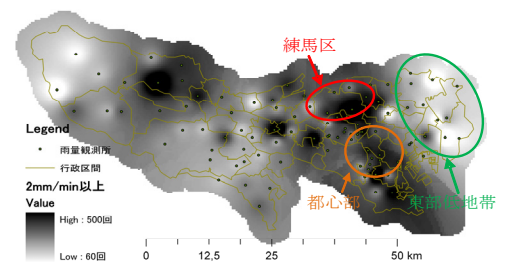 練馬区
Legend
雨量観測所
行政区間
2mm/min以上
Value
High : 500回
Low : 60回
都心部
東部低地帯
0 12,5 25 50 km